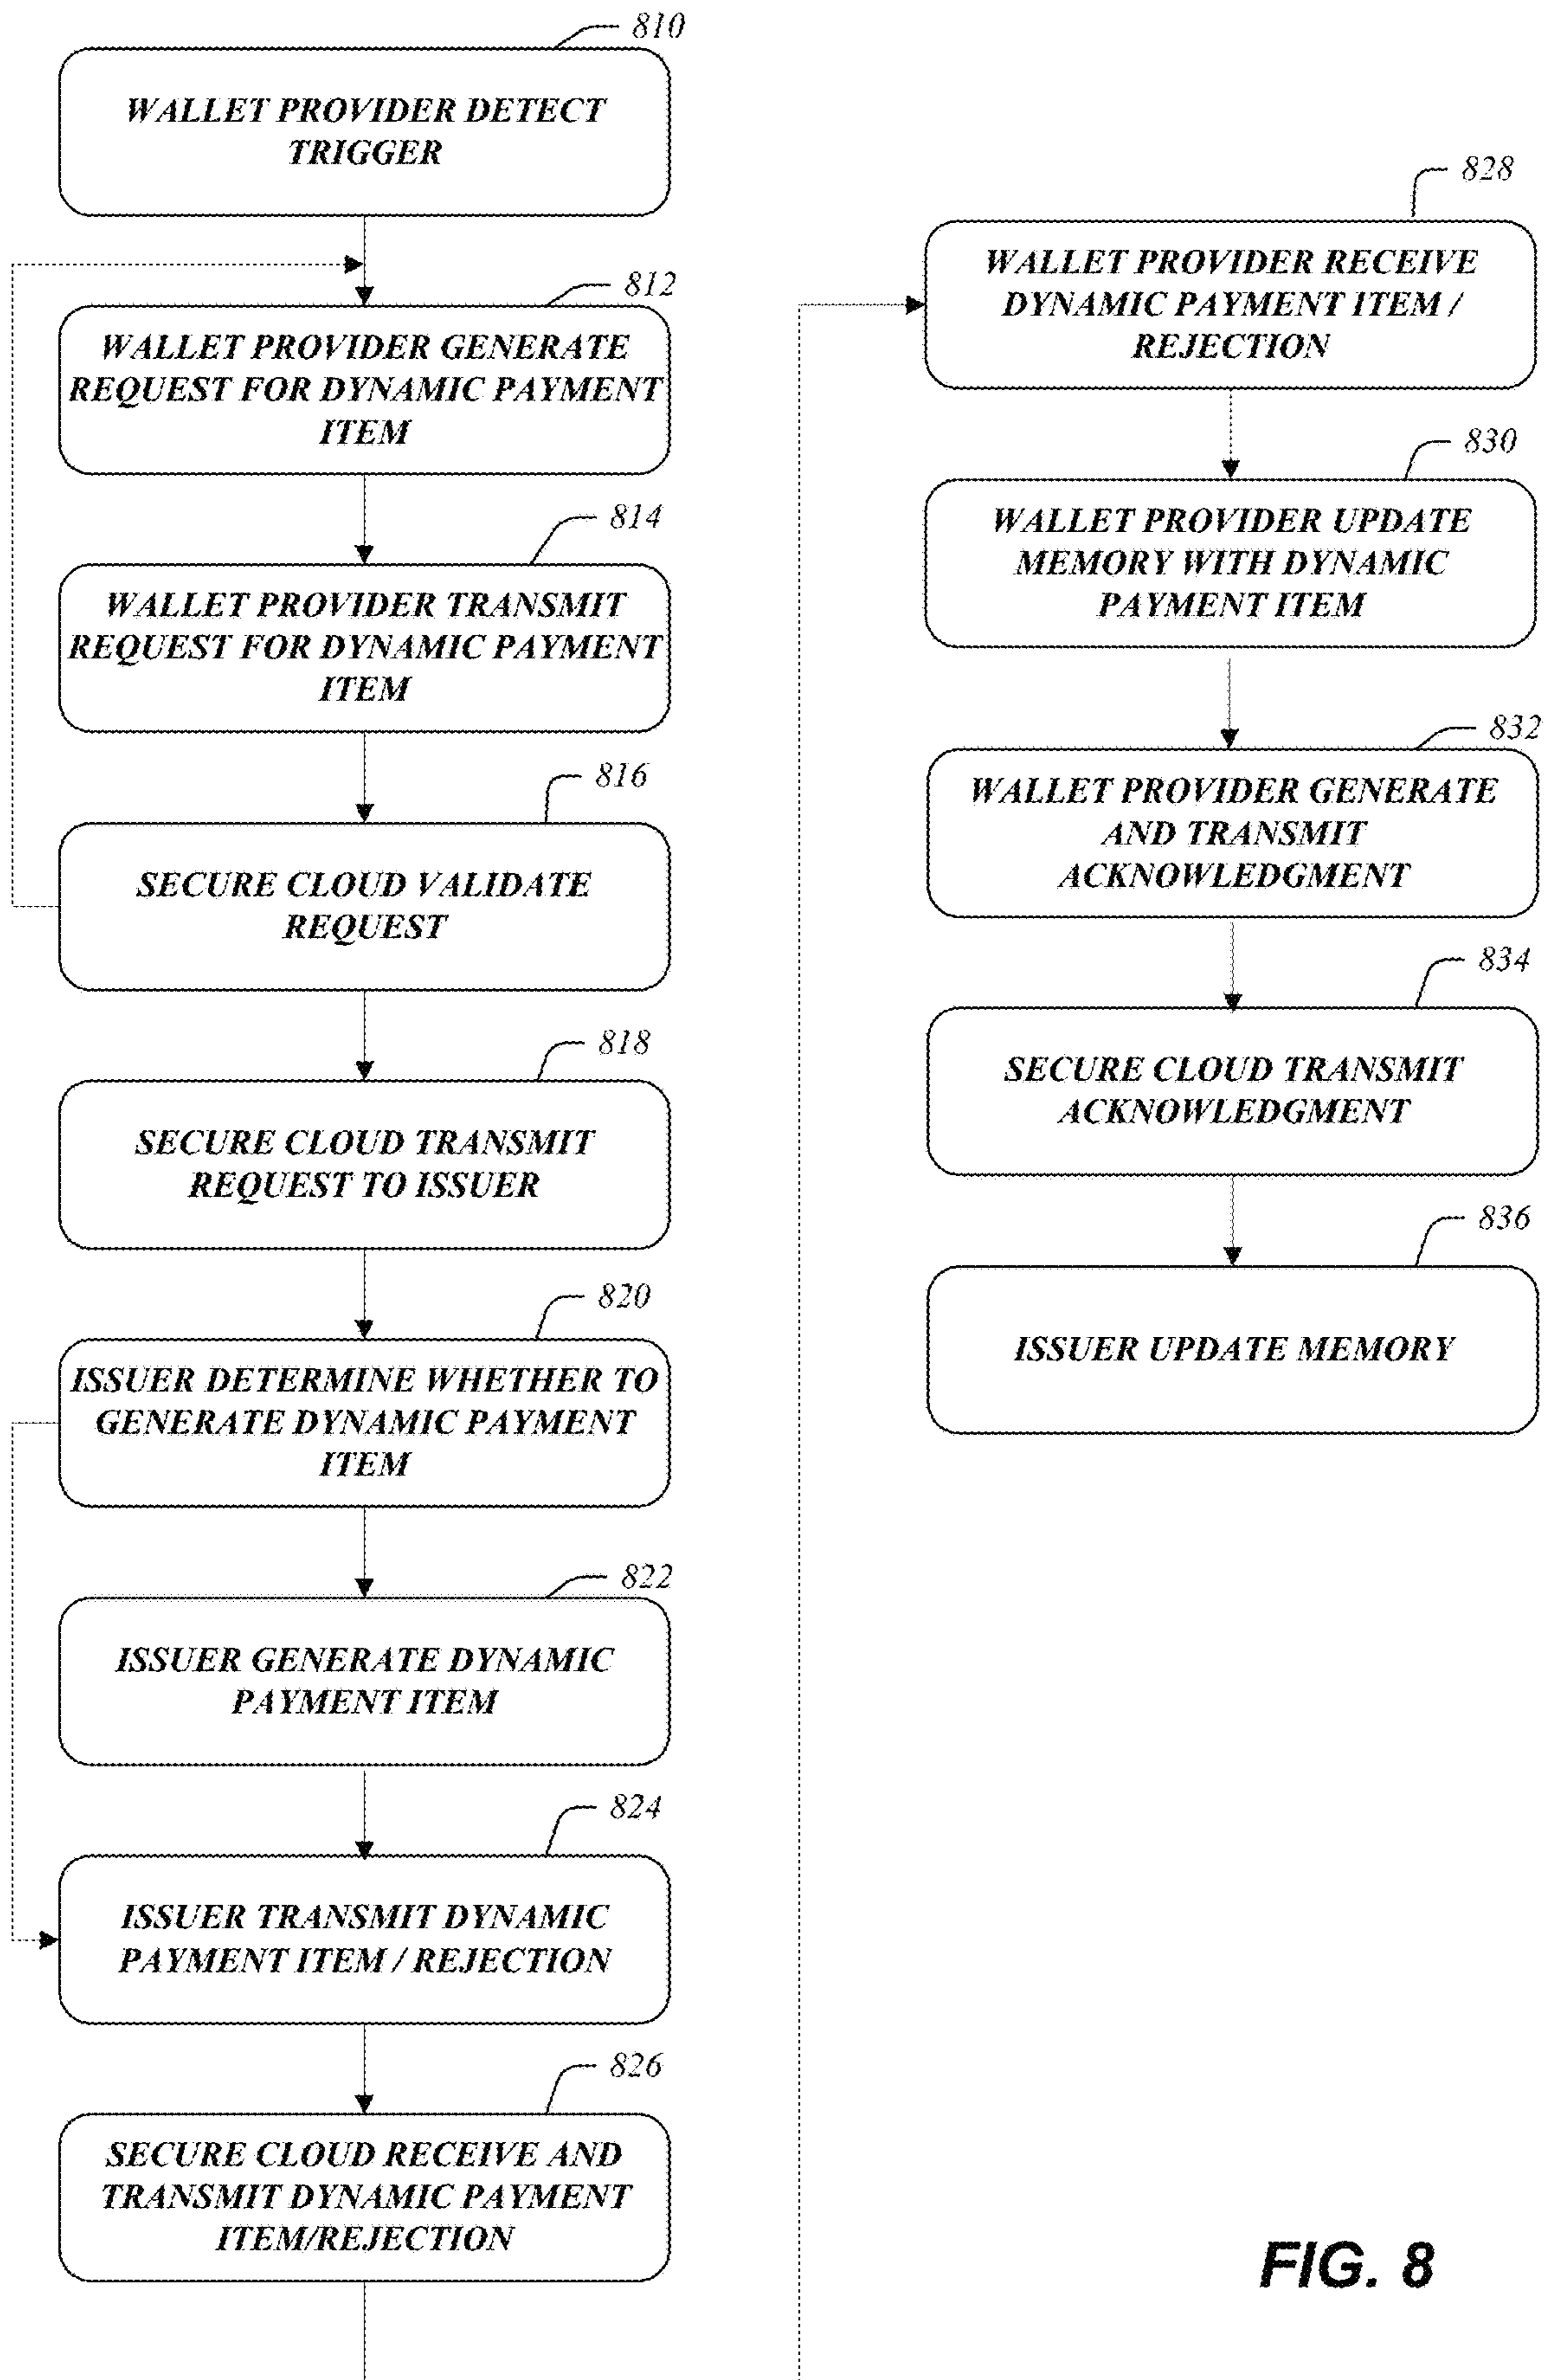 810
WALLET PROVIDER DETECT
TRIGGER
812
WALLET PROVIDER GENERATE
REQUEST FOR DYNAMIC PAYMENT
ITEM
814
WALLET PROVIDER TRANSMIT
REQUEST FOR DYNAMIC PAYMENT
ITEM
816
SECURE CLOUD VALIDATE
REQUEST
818
SECURE CLOUD TRANSMIT
REQUEST TO ISSUER
820
ISSUER DETERMINE WHETHER TO
GENERATE DYNAMIC PAYMENT
ITEM
822
ISSUER GENERATE DYNAMIC
PAYMENT ITEM
824
ISSUER TRANSMIT DYNAMIC
PAYMENT ITEM / REJECTION
826
SECURE CLOUD RECEIVE AND
TRANSMIT DYNAMIC PAYMENT
ITEM/REJECTION
828
WALLET PROVIDER RECEIVE
DYNAMIC PAYMENT ITEM /
REJECTION
830
WALLET PROVIDER UPDATE
MEMORY WITH DYNAMIC
PAYMENT ITEM
832
WALLET PROVIDER GENERATE
AND TRANSMIT
ACKNOWLEDGMENT
834
SECURE CLOUD TRANSMIT
ACKNOWLEDGMENT
836
ISSUER UPDATE MEMORY
FIG. 8